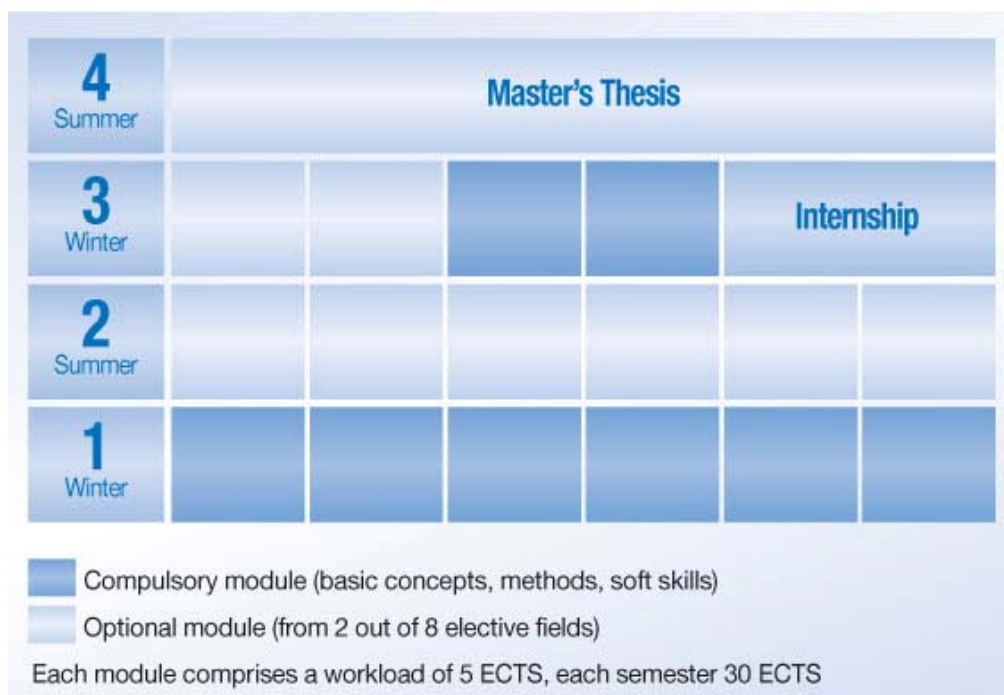 4
Summer
Master's Thesis
3
Winter
Internship
2
Summer
1
Winter
Compulsory module (basic concepts, methods, soft skills)
Optional module (from 2 out of 8 elective fields)
Each module comprises a workload of 5 ECTS, each semester 30 ECTS